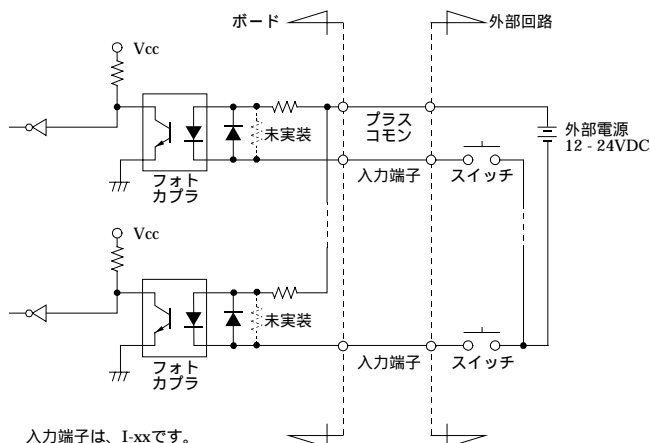 ボード
外部回路
Vcc
未実装
プラス
コモン
外部電源
12 - 24VDC
フォト
カプラ
入力端子
スイッチ
Vcc
未実装
フォト
カプラ
入力端子
スイッチ
入力端子は、I-xxです。